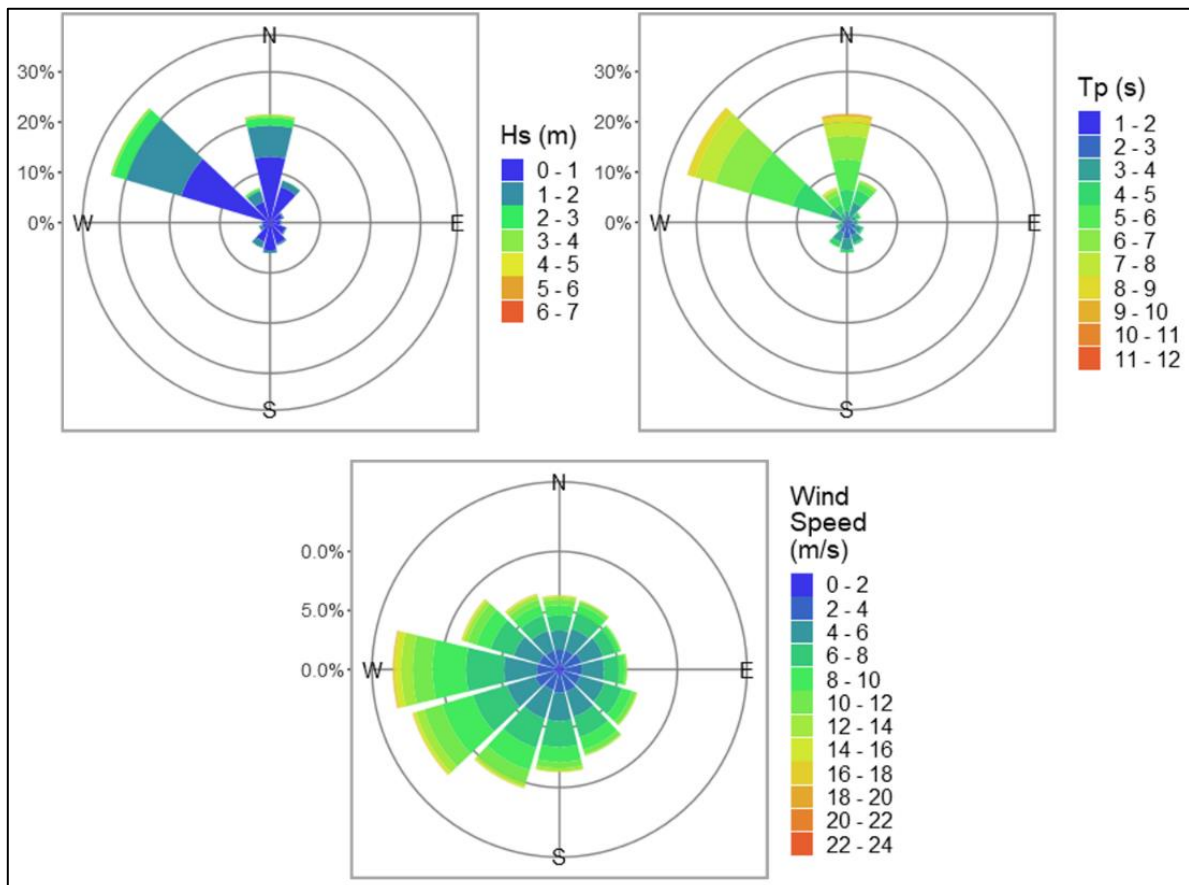 N
30%
20%
10%
0%
W
E
S
Hs (m)
0 - 1
1 - 2
2 - 3
3 - 4
4 - 5
5 - 6
6 - 7
N
30%
20%
10%
0%
W
E
S
Tp (s)
1 - 2
2 - 3
3 - 4
4 - 5
5 - 6
6 - 7
7 - 8
8 - 9
9 - 10
10 - 11
11 - 12
N
0.0%
5.0%
0.0%
W
E
S
Wind
Speed
(m/s)
0 - 2
2 - 4
4 - 6
6 - 8
8 - 10
10 - 12
12 - 14
14 - 16
16 - 18
18 - 20
20 - 22
22 - 24